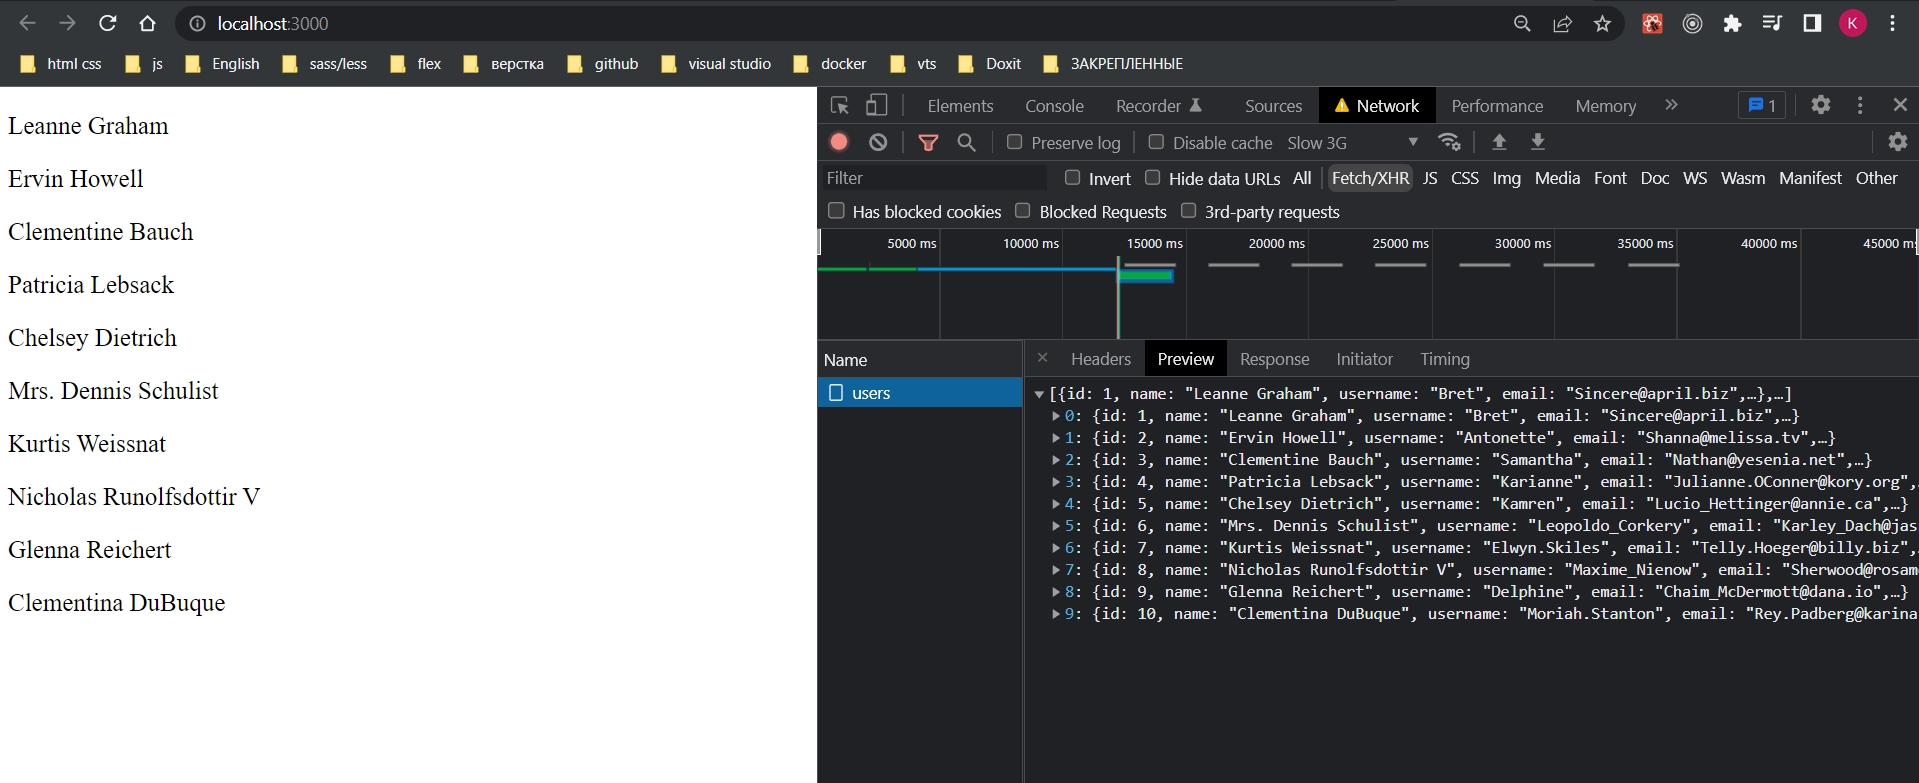 localhost:3000
K
html css js English sass/less flex верстка github visual studio docker vts Doxit ЗАКРЕПЛЕННЫЕ
Leanne Graham
Ervin Howell
Clementine Bauch
Patricia Lebsack
Chelsey Dietrich
Mrs. Dennis Schulist
Kurtis Weissnat
Nicholas Runolfsdottir V
Glenna Reichert
Clementina DuBuque
Elements Console Recorder Sources Network Performance Memory » 1
Preserve log Disable cache Slow 3G
Filter Invert Hide data URLs All Fetch/XHR JS CSS Img Media Font Doc WS Wasm Manifest Other
Has blocked cookies Blocked Requests 3rd-party requests
5000 ms 10000 ms 15000 ms 20000 ms 25000 ms 30000 ms 35000 ms 40000 ms 45000 ms
Name
users
Headers Preview Response Initiator Timing
[{id: 1, name: "Leanne Graham", username: "Bret", email: "Sincere@april.biz",…},…]
0: {id: 1, name: "Leanne Graham", username: "Bret", email: "Sincere@april.biz",…}
1: {id: 2, name: "Ervin Howell", username: "Antonette", email: "Shanna@melissa.tv",…}
2: {id: 3, name: "Clementine Bauch", username: "Samantha", email: "Nathan@yesenia.net",…}
3: {id: 4, name: "Patricia Lebsack", username: "Karianne", email: "Julianne.OConner@kory.org",
4: {id: 5, name: "Chelsey Dietrich", username: "Kamren", email: "Lucio_Hettinger@annie.ca",…}
5: {id: 6, name: "Mrs. Dennis Schulist", username: "Leopoldo_Corkery", email: "Karley_Dach@jas
6: {id: 7, name: "Kurtis Weissnat", username: "Elwyn.Skiles", email: "Telly.Hoeger@billy.biz",
7: {id: 8, name: "Nicholas Runolfsdottir V", username: "Maxime_Nienow", email: "Sherwood@rosam
8: {id: 9, name: "Glenna Reichert", username: "Delphine", email: "Chaim_McDermott@dana.io",…}
9: {id: 10, name: "Clementina DuBuque", username: "Moriah.Stanton", email: "Rey.Padberg@karina